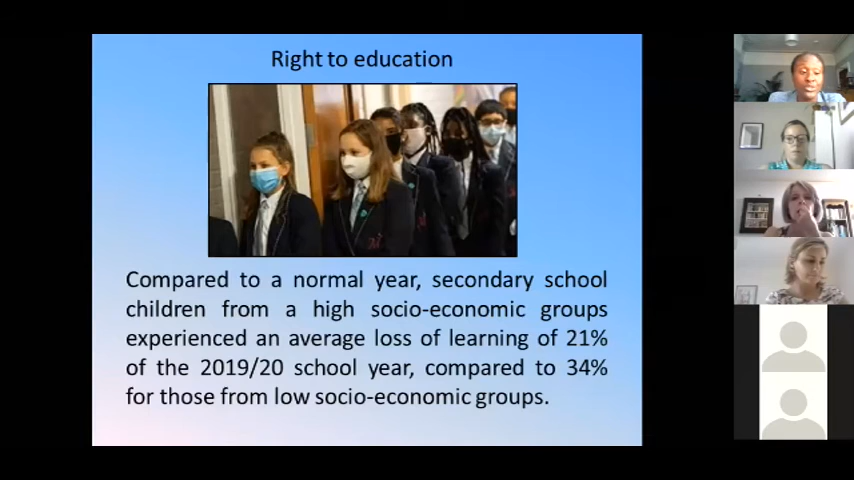 Right to education
Compared to a normal year, secondary school
children from a high socio-economic groups
experienced an average loss of learning of 21%
of the 2019/20 school year, compared to 34%
for those from low socio-economic groups.